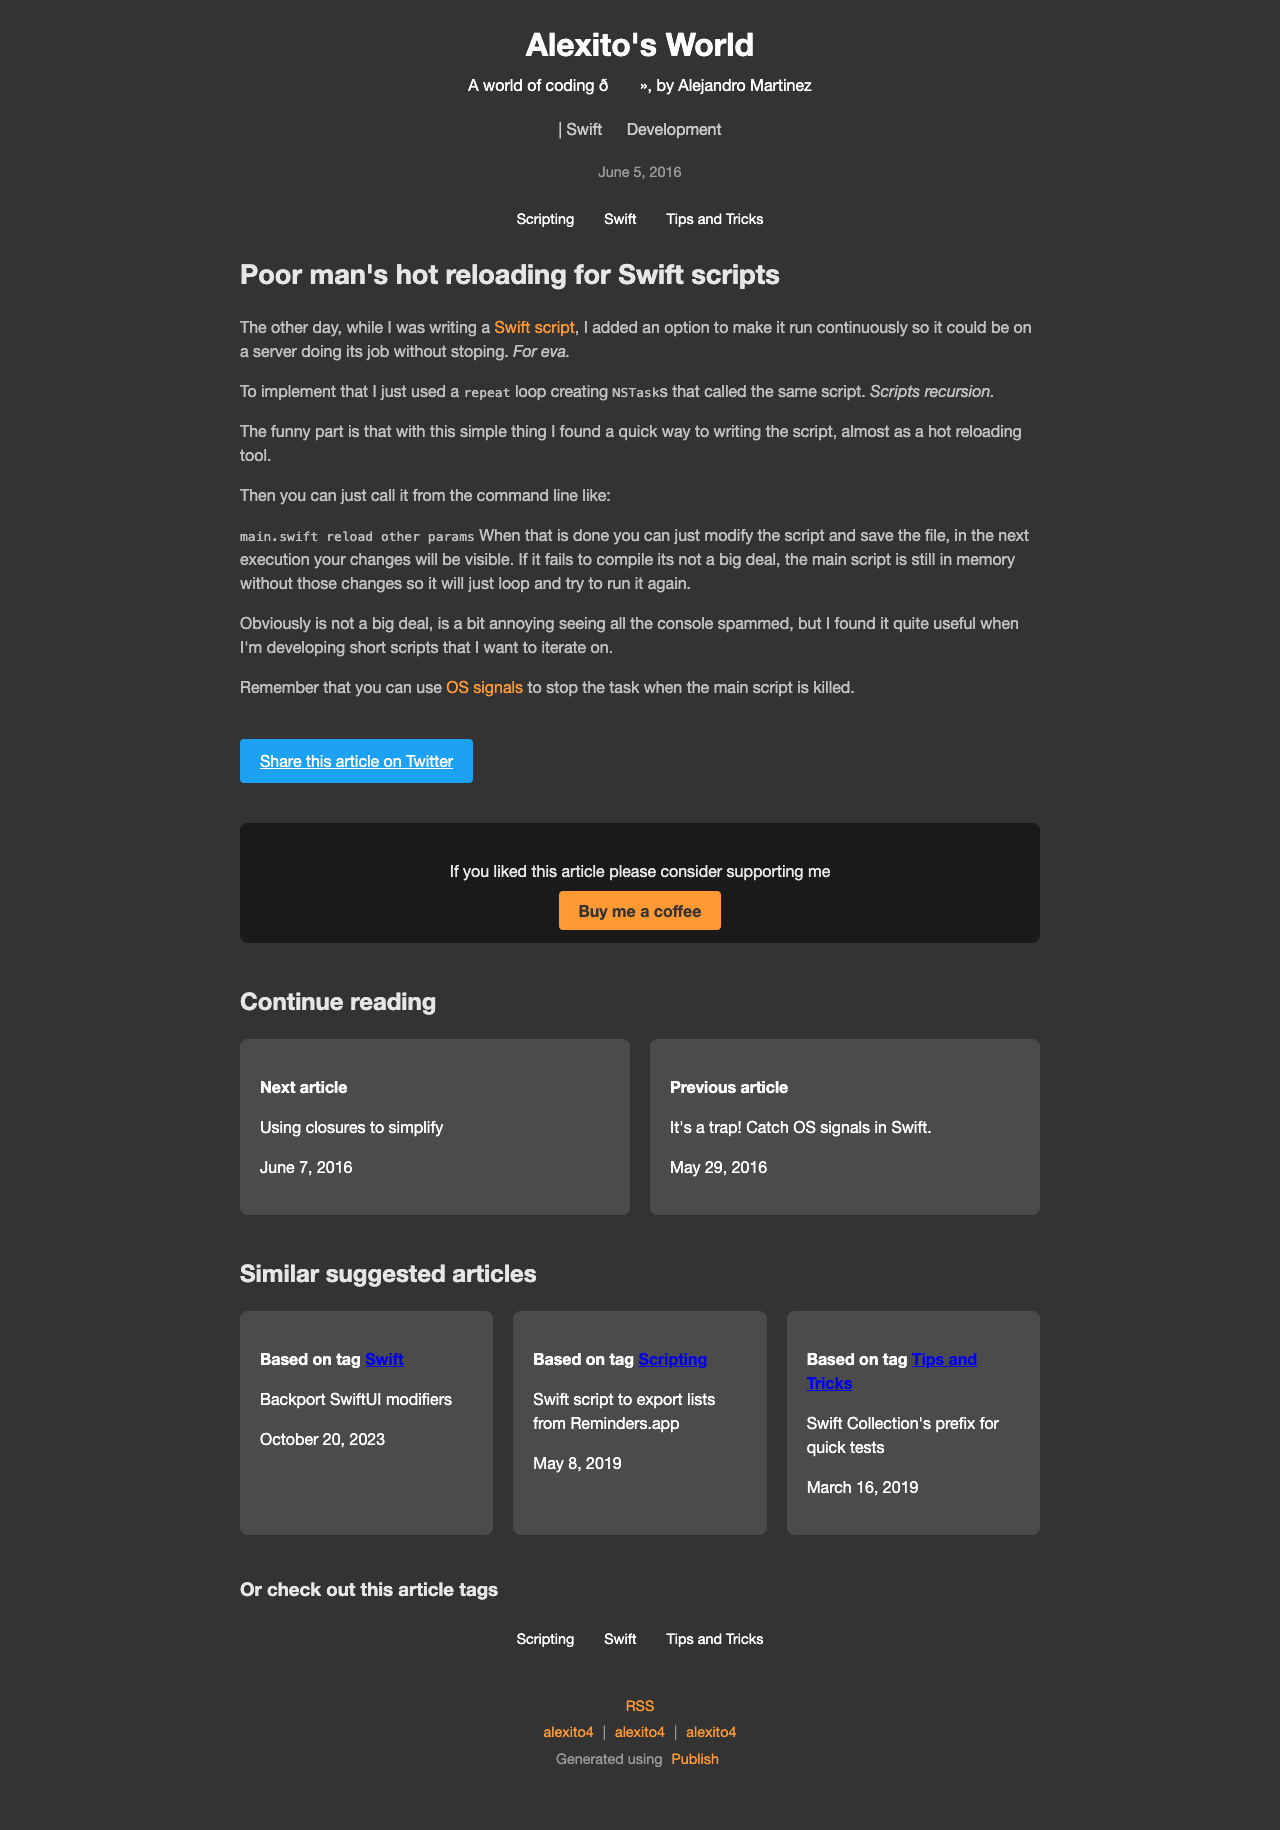 Alexito's World
A world of coding ð », by Alejandro Martinez
| Swift Development
June 5, 2016
Scripting Swift Tips and Tricks
Poor man's hot reloading for Swift scripts
The other day, while I was writing a Swift script, I added an option to make it run continuously so it could be on
a server doing its job without stoping. For eva.
To implement that I just used a repeat loop creating NSTasks that called the same script. Scripts recursion.
The funny part is that with this simple thing I found a quick way to writing the script, almost as a hot reloading
tool.
Then you can just call it from the command line like:
main.swift reload other params When that is done you can just modify the script and save the file, in the next
execution your changes will be visible. If it fails to compile its not a big deal, the main script is still in memory
without those changes so it will just loop and try to run it again.
Obviously is not a big deal, is a bit annoying seeing all the console spammed, but I found it quite useful when
I'm developing short scripts that I want to iterate on.
Remember that you can use OS signals to stop the task when the main script is killed.
Share this article on Twitter
If you liked this article please consider supporting me
Buy me a coffee
Continue reading
Next article
Using closures to simplify
June 7, 2016
Previous article
It's a trap! Catch OS signals in Swift.
May 29, 2016
Similar suggested articles
Based on tag Swift
Backport SwiftUI modifiers
October 20, 2023
Based on tag Scripting
Swift script to export lists
from Reminders.app
May 8, 2019
Based on tag Tips and
Tricks
Swift Collection's prefix for
quick tests
March 16, 2019
Or check out this article tags
Scripting Swift Tips and Tricks
RSS
alexito4 | alexito4 | alexito4
Generated using Publish